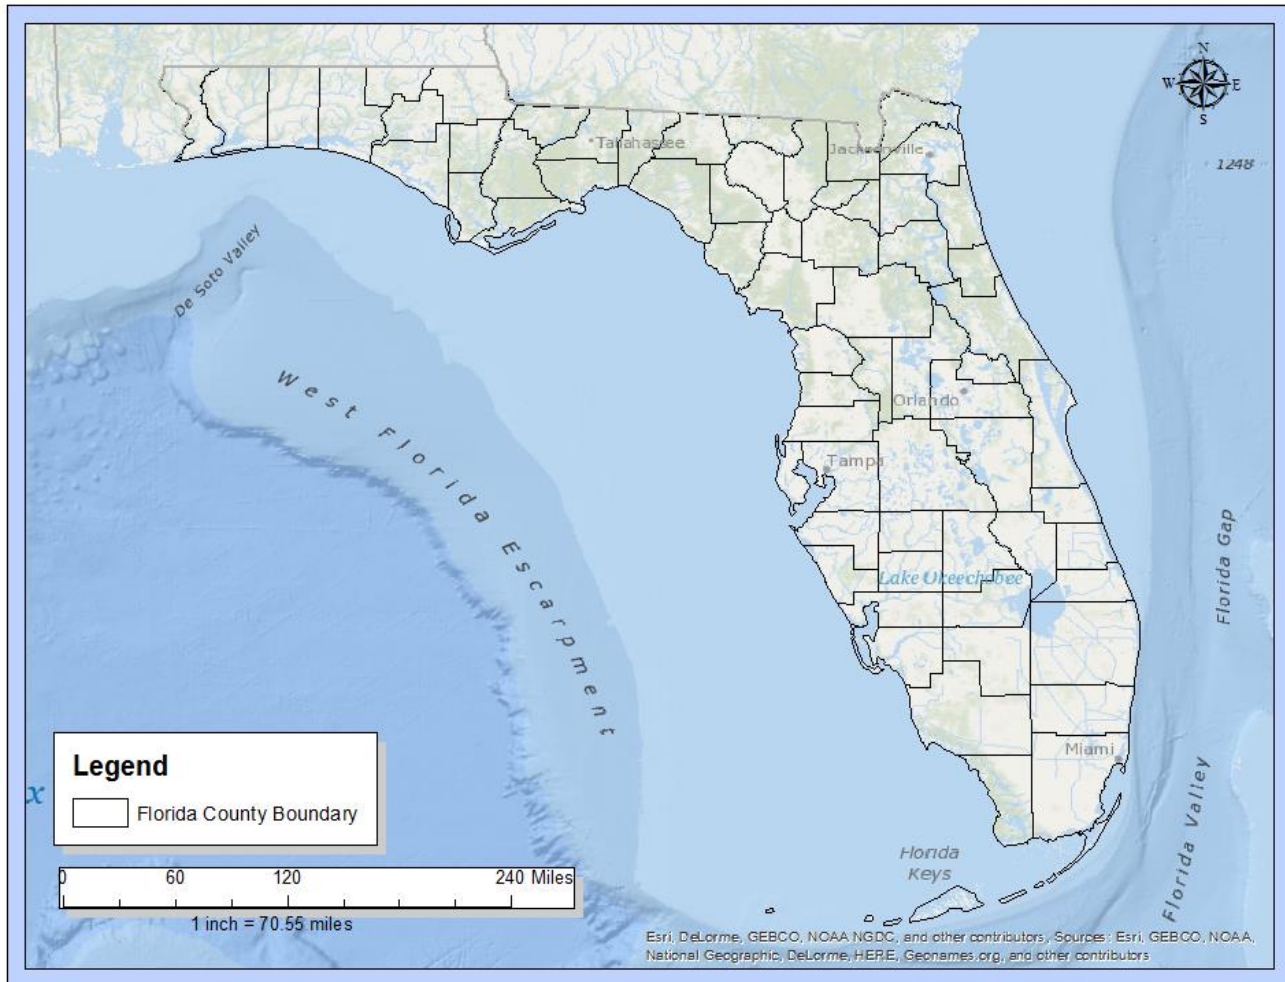 N
W E
S
1248
Tallahassee
Jacksonville
De Soto Valley
West Florida Escarpment
Orlando
Tampa
Lake Okeechobee
Florida Gap
Miami
Florida Valley
Florida
Keys
x
Legend
Florida County Boundary
0 60 120 240 Miles
1 inch = 70.55 miles
Esri, DeLorme, GEBCO, NOAA NGDC, and other contributors, Sources: Esri, GEBCO, NOAA,
National Geographic, DeLorme, HERE, Geonames.org, and other contributors